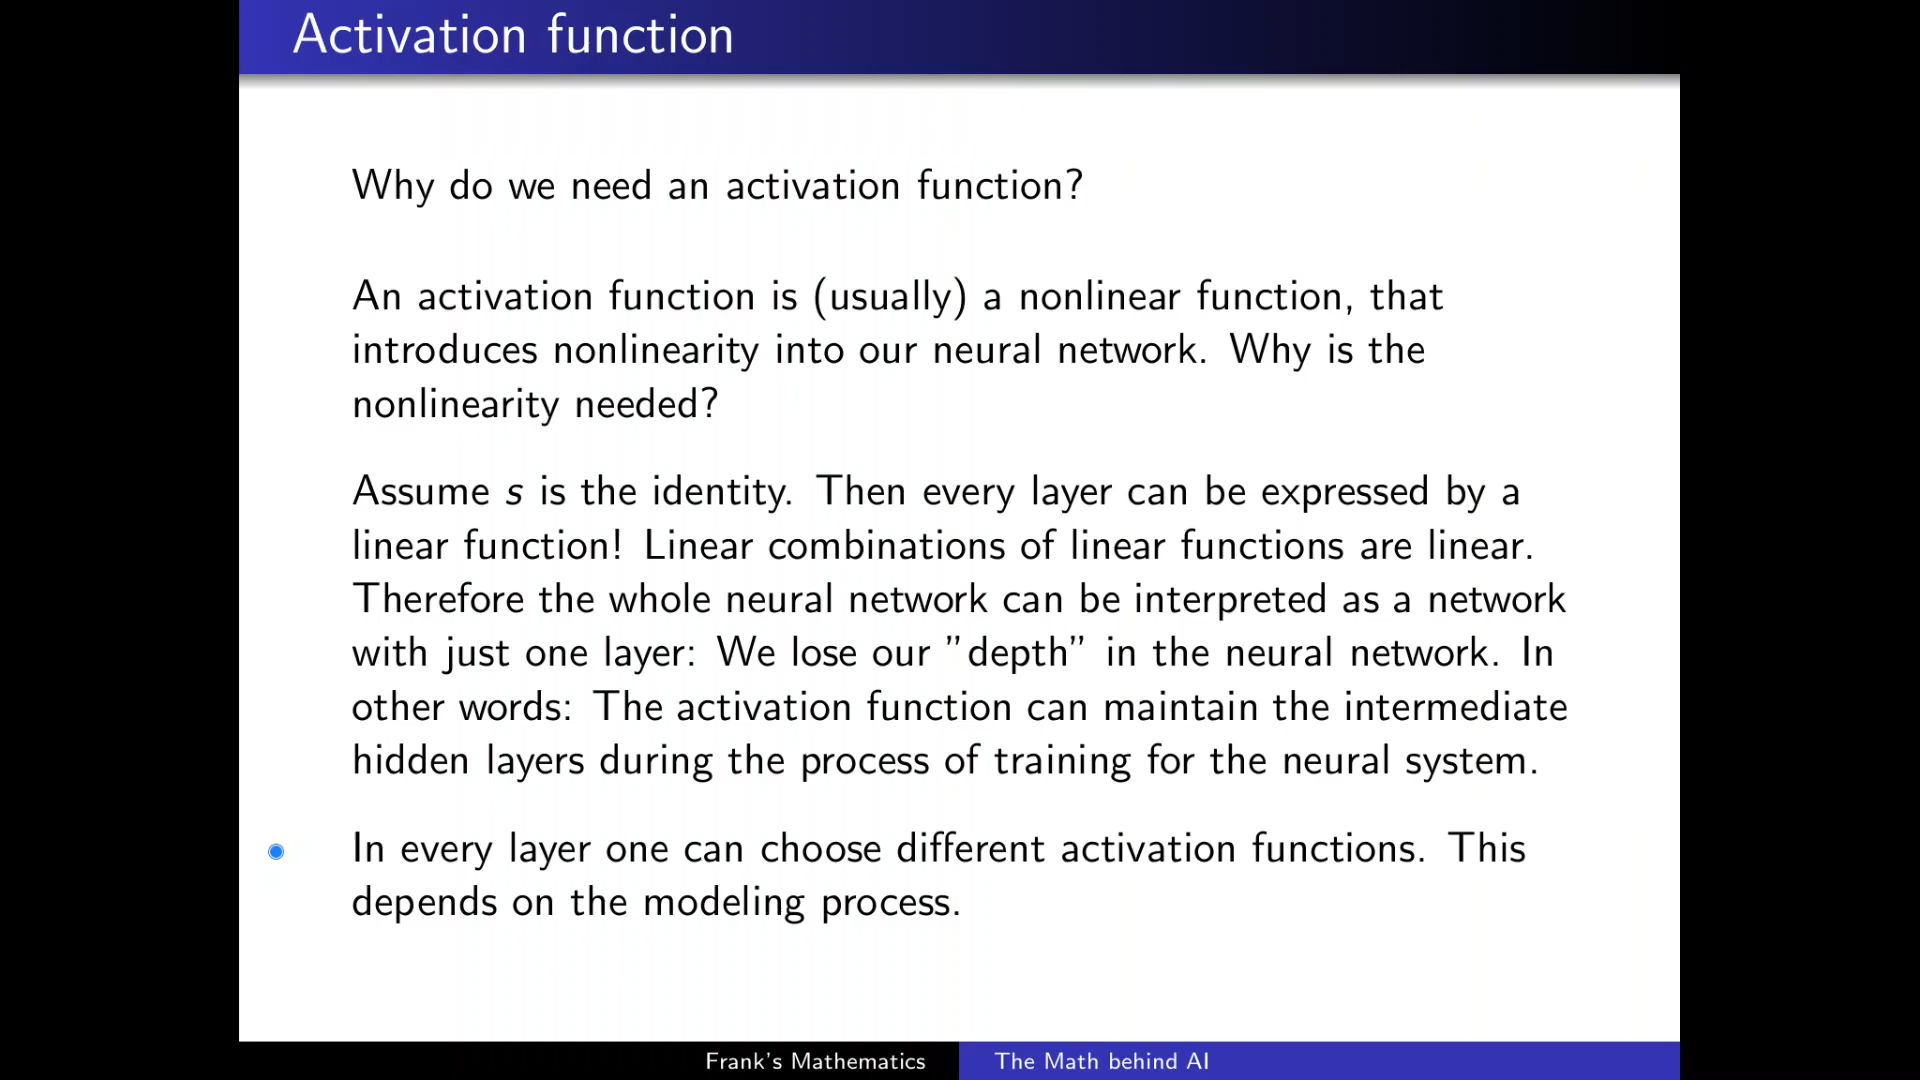 Activation function
Why do we need an activation function?
An activation function is (usually) a nonlinear function, that
introduces nonlinearity into our neural network. Why is the
nonlinearity needed?
Assume s is the identity. Then every layer can be expressed by a
linear function! Linear combinations of linear functions are linear.
Therefore the whole neural network can be interpreted as a network
with just one layer: We lose our ”depth” in the neural network. In
other words: The activation function can maintain the intermediate
hidden layers during the process of training for the neural system.
In every layer one can choose different activation functions. This
depends on the modeling process.
Frank's Mathematics
The Math behind AI